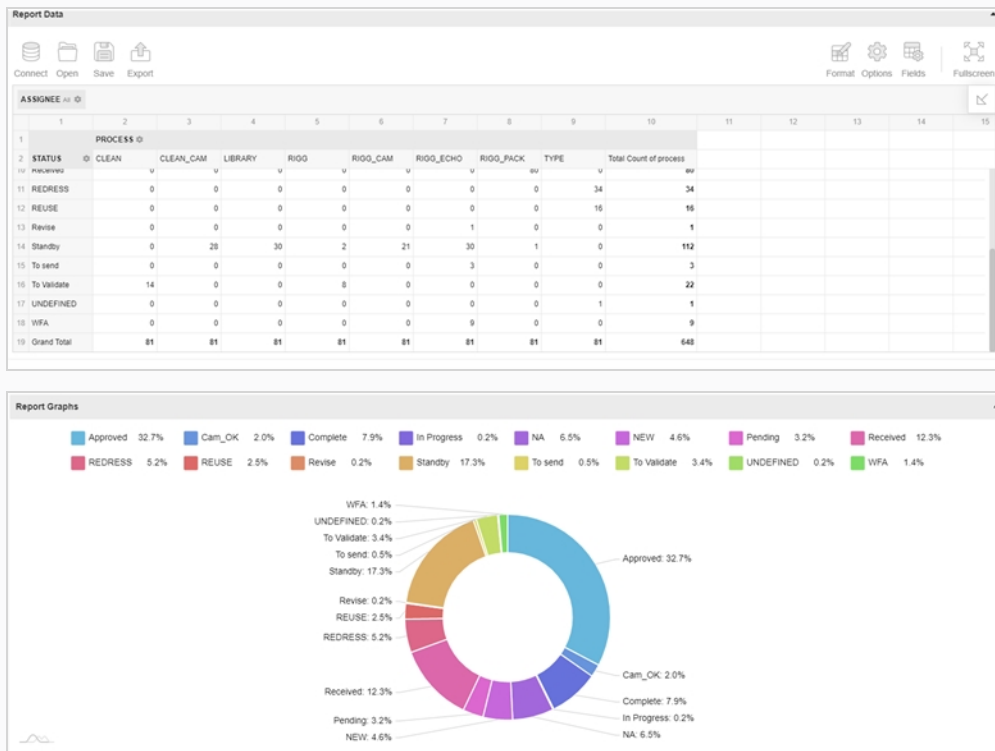 Report Data
Connect Open Save Export Format Options Fields Fullscreen
ASSIGNEE All
1 2 3 4 5 6 7 8 9 10 11 12 13 14 15
1 PROCESS
2 STATUS CLEAN CLEAN_CAM LIBRARY RIGG RIGG_CAM RIGG_ECHO RIGG_PACK TYPE Total Count of process
10 Received 0 0 0 0 0 0 80 0 80
11 REDRESS 0 0 0 0 0 0 0 34 34
12 REUSE 0 0 0 0 0 0 0 16 16
13 Revise 0 0 0 0 0 1 0 0 1
14 Standby 0 28 30 2 21 30 1 0 112
15 To send 0 0 0 0 0 3 0 0 3
16 To Validate 14 0 0 8 0 0 0 0 22
17 UNDEFINED 0 0 0 0 0 0 0 1 1
18 WFA 0 0 0 0 0 9 0 0 9
19 Grand Total 81 81 81 81 81 81 81 81 648
Report Graphs
Approved 32.7% Cam_OK 2.0% Complete 7.9% In Progress 0.2% NA 6.5% NEW 4.6% Pending 3.2% Received 12.3%
REDRESS 5.2% REUSE 2.5% Revise 0.2% Standby 17.3% To send 0.5% To Validate 3.4% UNDEFINED 0.2% WFA 1.4%
WFA: 1.4%
UNDEFINED: 0.2%
To Validate: 3.4%
To send: 0.5%
Standby: 17.3%
Revise: 0.2%
REUSE: 2.5%
REDRESS: 5.2%
Received: 12.3%
Pending: 3.2%
NEW: 4.6%
Approved: 32.7%
Cam_OK: 2.0%
Complete: 7.9%
In Progress: 0.2%
NA: 6.5%